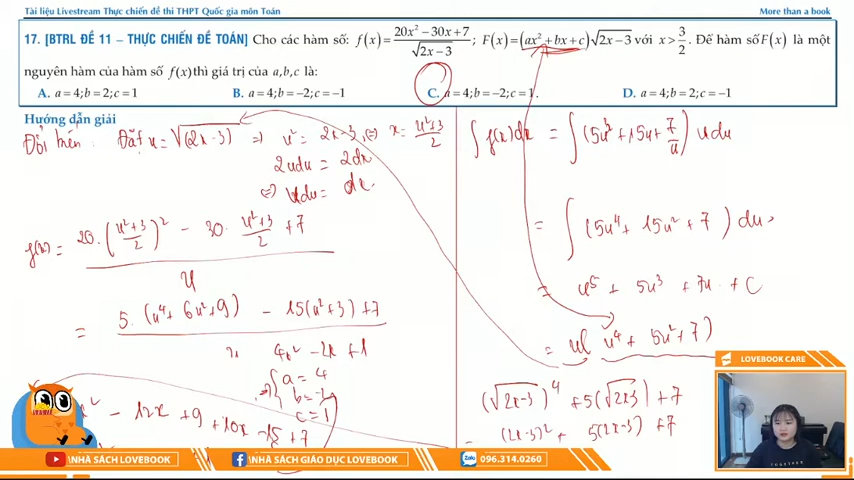 Tài liệu Livestream Thực chiến đề thi THPT Quốc gia môn Toán
More than a book
17. [BTRL ĐỀ 11 – THỰC CHIẾN ĐỀ TOÁN] Cho các hàm số: f(x) = (20x² − 30x + 7)/√(2x − 3); F(x) = (ax² + bx + c)√(2x − 3) với x > 3/2. Để hàm số F(x) là một
nguyên hàm của hàm số f(x) thì giá trị của a, b, c là:
A. a = 4; b = 2; c = 1 B. a = 4; b = −2; c = −1 C. a = 4; b = −2; c = 1. D. a = 4; b = 2; c = −1
Hướng dẫn giải
Đổi biến: Đặt u = √(2x − 3) ⇒ u² = 2x − 3 ⇔ x = (u² + 3)/2
2udu = 2dx
⇔ udu = dx
f(x) = (20·((u² + 3)/2)² − 30·(u² + 3)/2 + 7)/u
= (5·(u⁴ + 6u² + 9) − 15(u² + 3) + 7)/u
4x² − 2x + 1
⇒ { a = 4
b = −2
c = 1
x² − 12x + 9 + 10x − 15 + 7
∫ f(x)dx = ∫ (5u³ + 15u + 7/u) udu
= ∫ (5u⁴ + 15u² + 7) du
= u⁵ + 5u³ + 7u + C
= u(u⁴ + 5u² + 7)
(√(2x−3))⁴ + 5(√(2x−3)) + 7
= (2x−3)² + 5(2x−3) + 7
LOVEBOOK CARE
NHÀ SÁCH LOVEBOOK
NHÀ SÁCH GIÁO DỤC LOVEBOOK
Zalo 096.314.0260